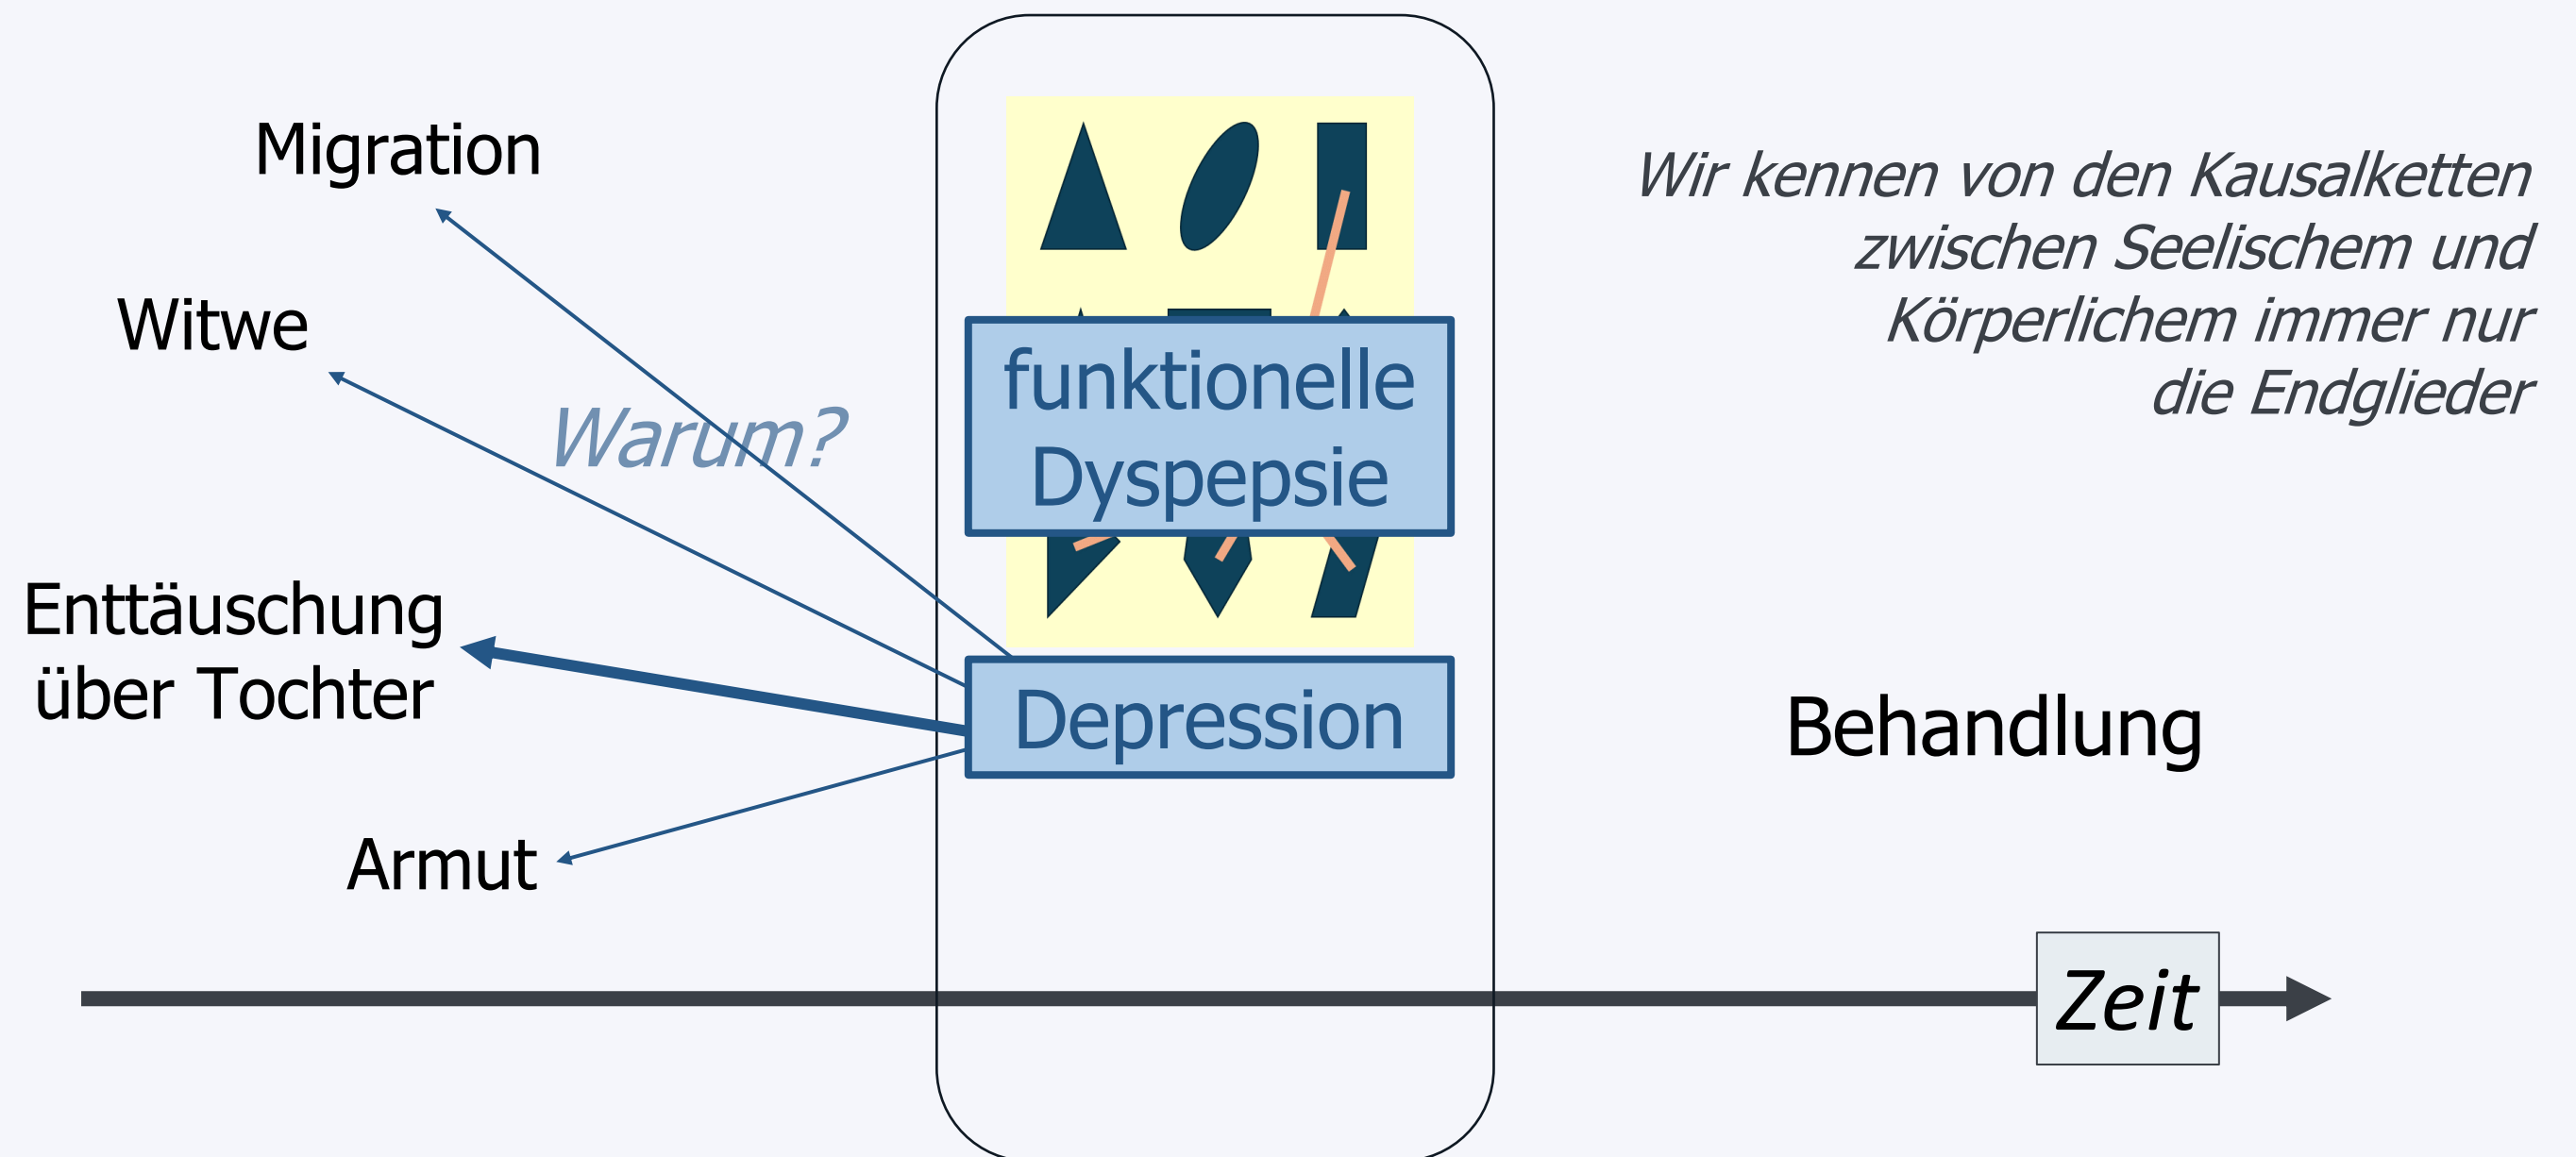 Migration
Witwe
Warum?
Enttäuschung
über Tochter
Armut
funktionelle
Dyspepsie
Depression
Wir kennen von den Kausalketten
zwischen Seelischem und
Körperlichem immer nur
die Endglieder
Behandlung
Zeit